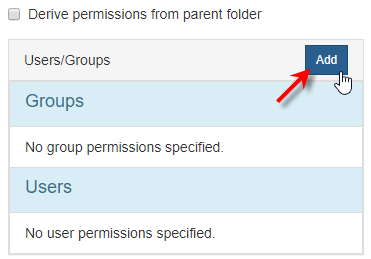 Derive permissions from parent folder
Users/Groups Add
Groups
No group permissions specified.
Users
No user permissions specified.